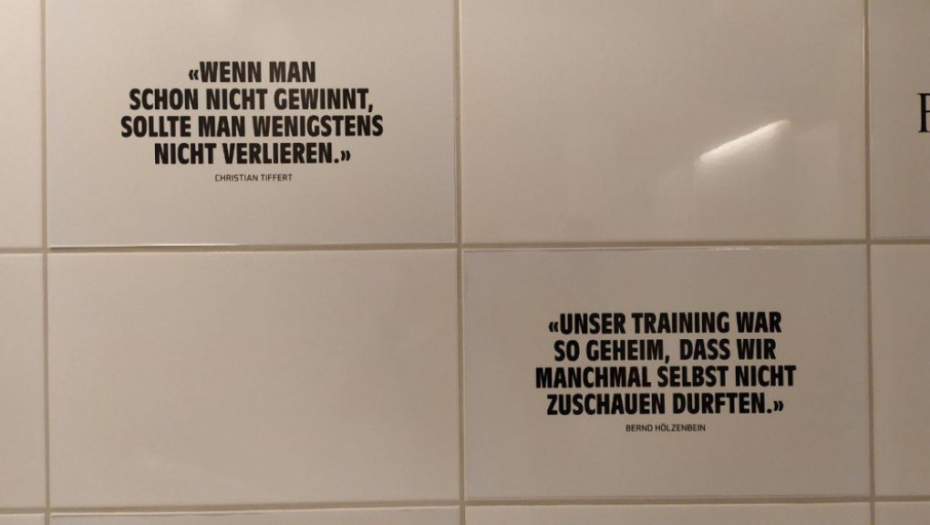 «WENN MAN
SCHON NICHT GEWINNT,
SOLLTE MAN WENIGSTENS
NICHT VERLIEREN.»
CHRISTIAN TIFFERT
«UNSER TRAINING WAR
SO GEHEIM, DASS WIR
MANCHMAL SELBST NICHT
ZUSCHAUEN DURFTEN.»
BERND HÖLZENBEIN